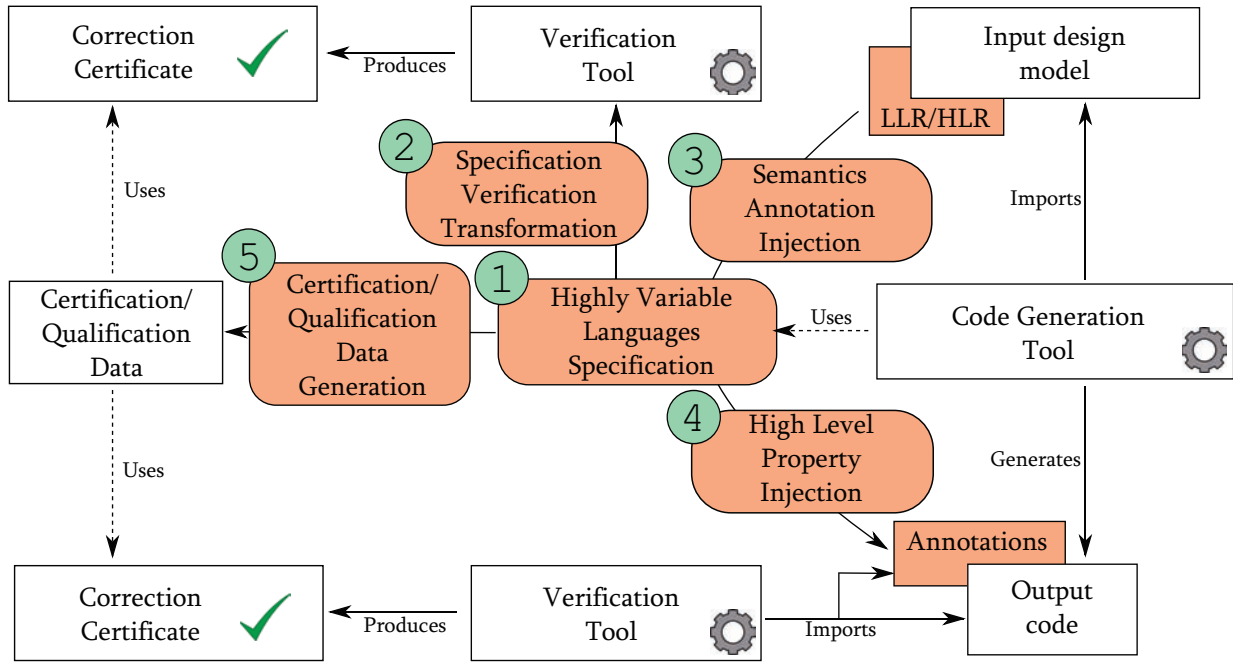 Correction
Certificate
Produces
Verification
Tool
Input design
model
LLR/HLR
2
Specification
Verification
Transformation
3
Semantics
Annotation
Injection
Uses
Imports
5
Certification/
Qualification
Data
Generation
1
Highly Variable
Languages
Specification
Certification/
Qualification
Data
Uses
Code Generation
Tool
4
High Level
Property
Injection
Uses
Generates
Annotations
Correction
Certificate
Produces
Verification
Tool
Imports
Output
code